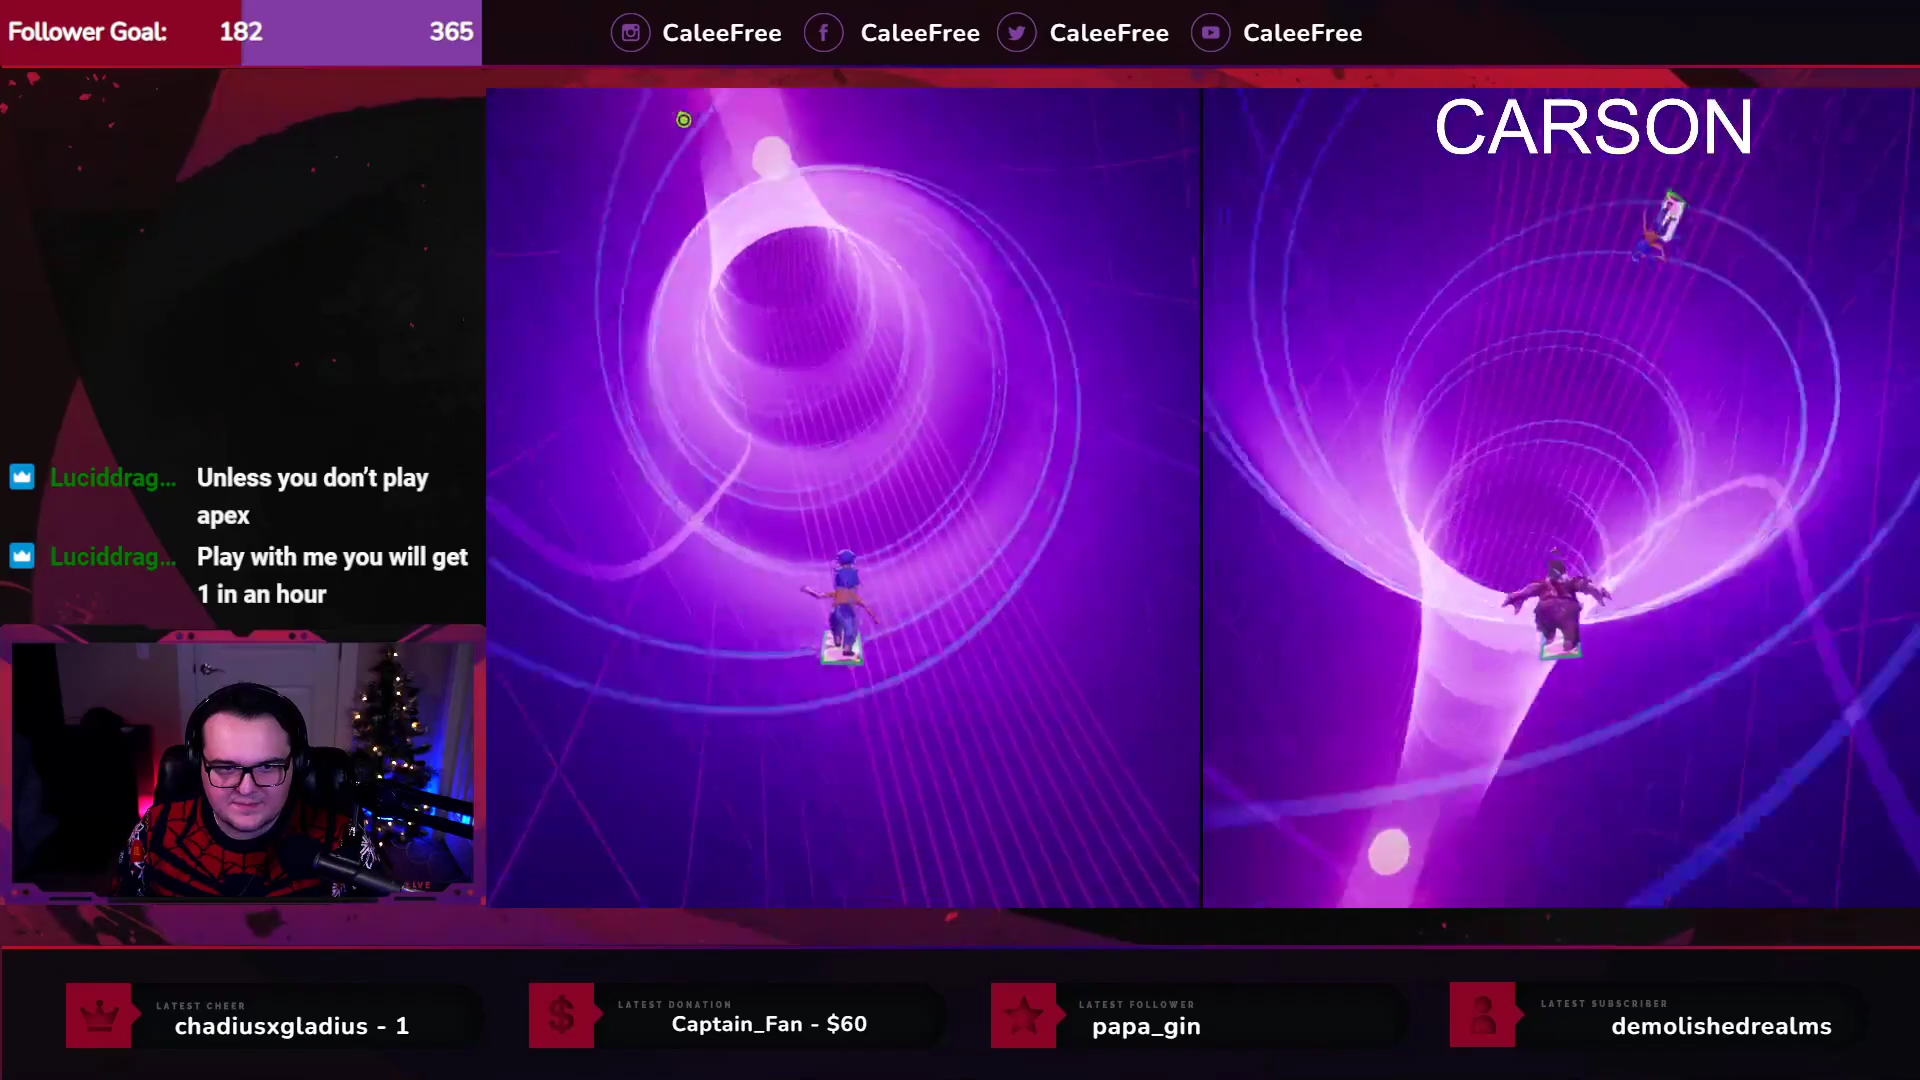 Follower Goal: 182 365
CaleeFree CaleeFree CaleeFree CaleeFree
CARSON
Luciddrag... Unless you don't play
apex
Luciddrag... Play with me you will get
1 in an hour
LIVE
LATEST CHEER
chadiusxgladius - 1
LATEST DONATION
Captain_Fan - $60
LATEST FOLLOWER
papa_gin
LATEST SUBSCRIBER
demolishedrealms